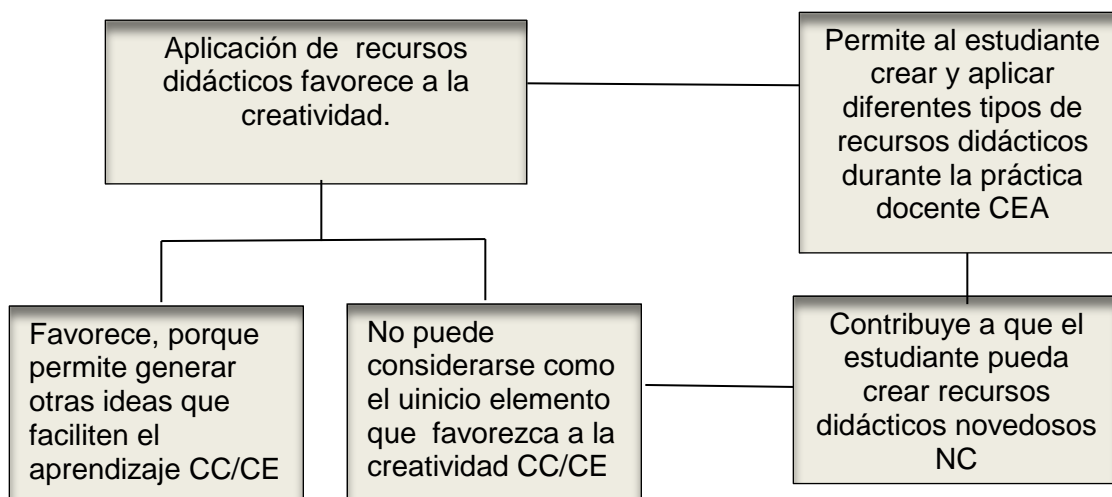 Aplicación de recursos
didácticos favorece a la
creatividad.
Permite al estudiante
crear y aplicar
diferentes tipos de
recursos didácticos
durante la práctica
docente CEA
Favorece, porque
permite generar
otras ideas que
faciliten el
aprendizaje CC/CE
No puede
considerarse como
el uinicio elemento
que favorezca a la
creatividad CC/CE
Contribuye a que el
estudiante pueda
crear recursos
didácticos novedosos
NC